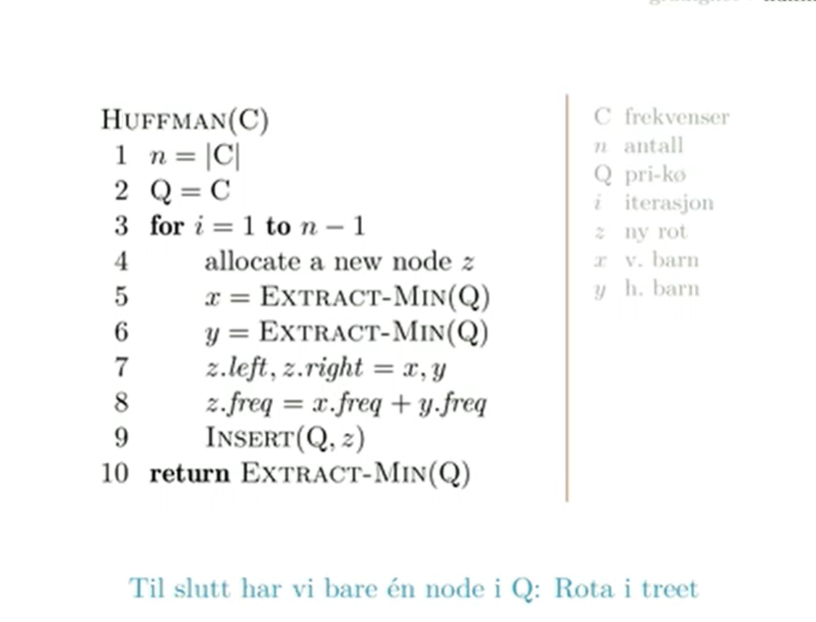 HUFFMAN(C)
1 n = |C|
2 Q = C
3 for i = 1 to n − 1
4 allocate a new node z
5 x = EXTRACT-MIN(Q)
6 y = EXTRACT-MIN(Q)
7 z.left, z.right = x, y
8 z.freq = x.freq + y.freq
9 INSERT(Q, z)
10 return EXTRACT-MIN(Q)
C frekvenser
n antall
Q pri-kø
i iterasjon
z ny rot
x v. barn
y h. barn
Til slutt har vi bare én node i Q: Rota i treet